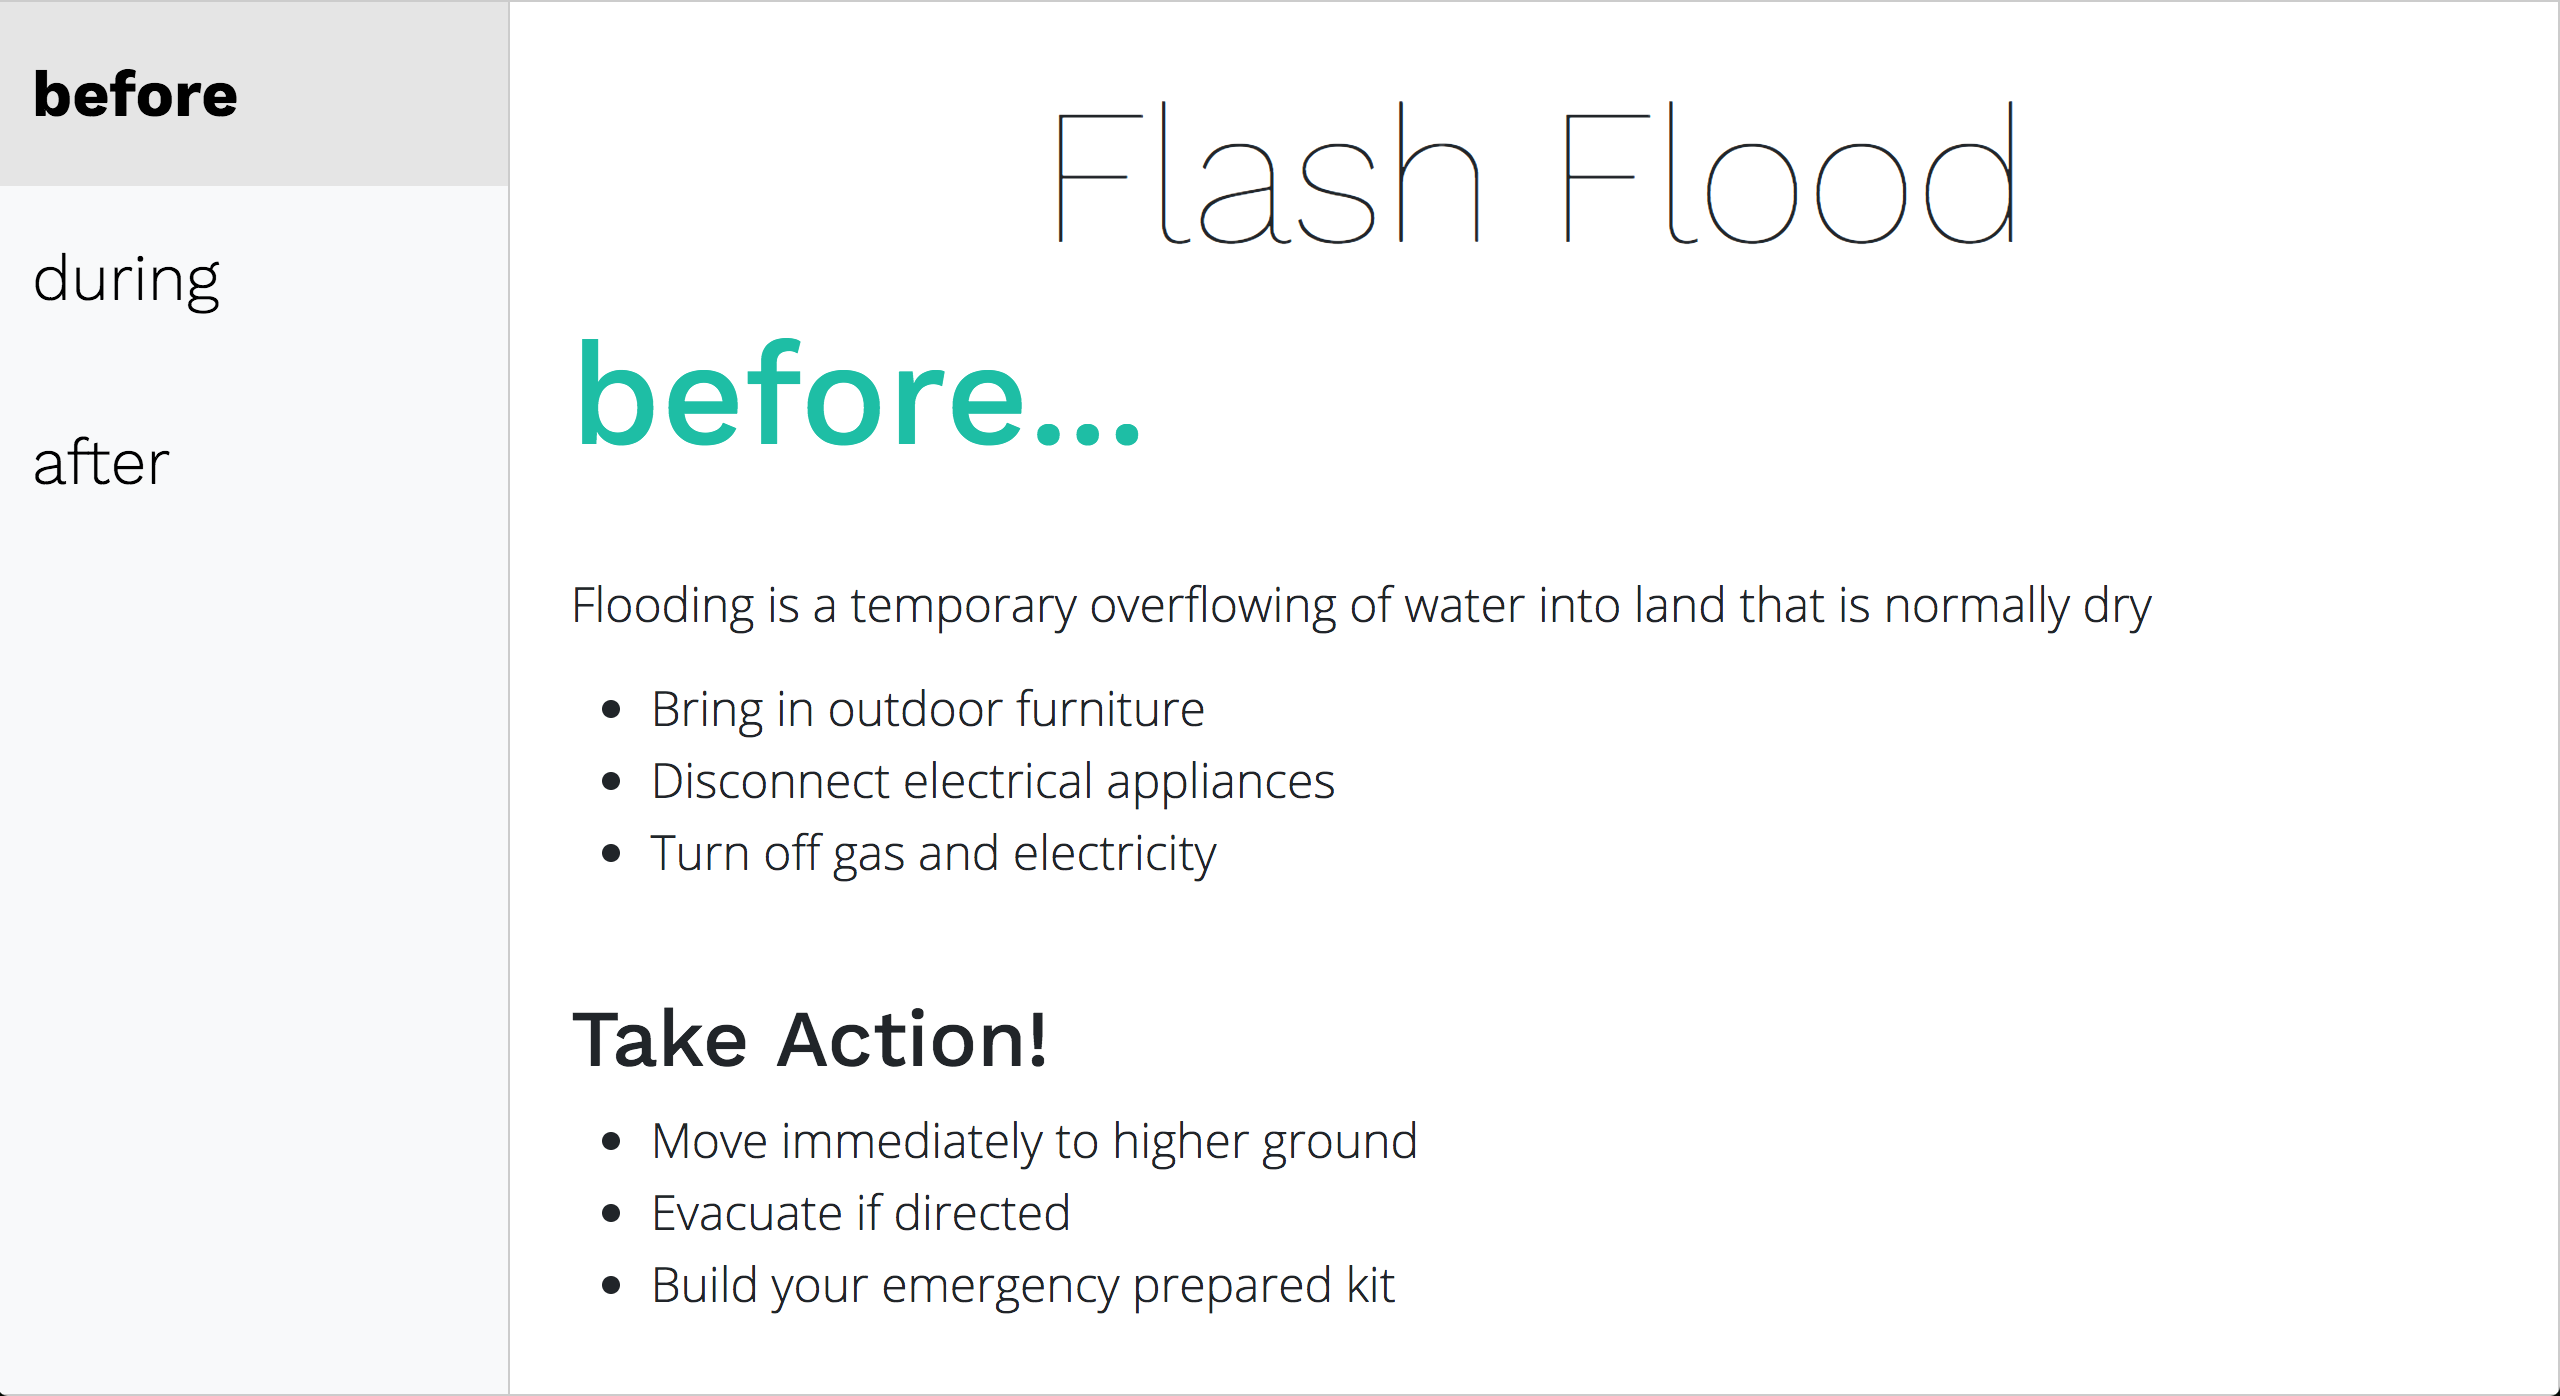 before
during
after
Flash Flood
before...
Flooding is a temporary overflowing of water into land that is normally dry
Bring in outdoor furniture
Disconnect electrical appliances
Turn off gas and electricity
Take Action!
Move immediately to higher ground
Evacuate if directed
Build your emergency prepared kit